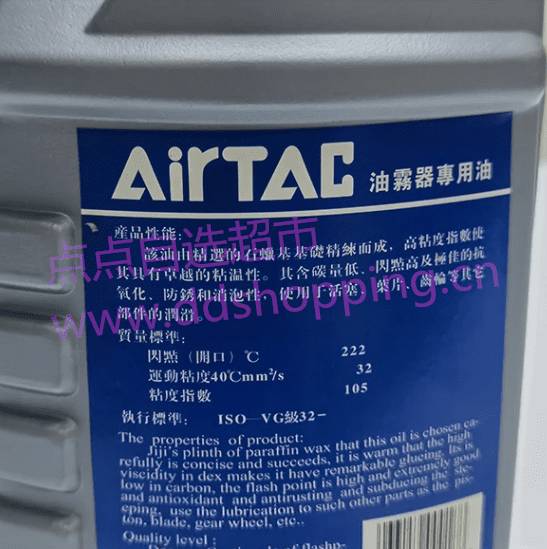 AirTAC 油霧器專用油
産品性能:
該油由精選的石蠟基基礎精練而成，高粘度指數使
其具有卓越的粘温性。其含碳量低、閃點高及極佳的抗
氧化、防銹和消泡性，使用于活塞、葉片、齒輪等其它
部件的潤滑。
質量標準:
閃點（開口）℃ 222
運動粘度40℃mm²/s 32
粘度指數 105
執行標準: ISO—VG級32-
The properties of product:
Jiji's plinth of paraffin wax that this oil is chosen ca-
refully is concise and succeeds, it is warm that the high
viscidity in dex makes it have remarkable glueing. Its is
low in carbon, the flash point is high and extremely good
and antioxidant and antirusting and subducing the ste-
eping, use the lubrication to such other parts as the pis-
ton, blade, gear wheel, etc..
Quality level :
点点自选超市
www.ddshopping.cn